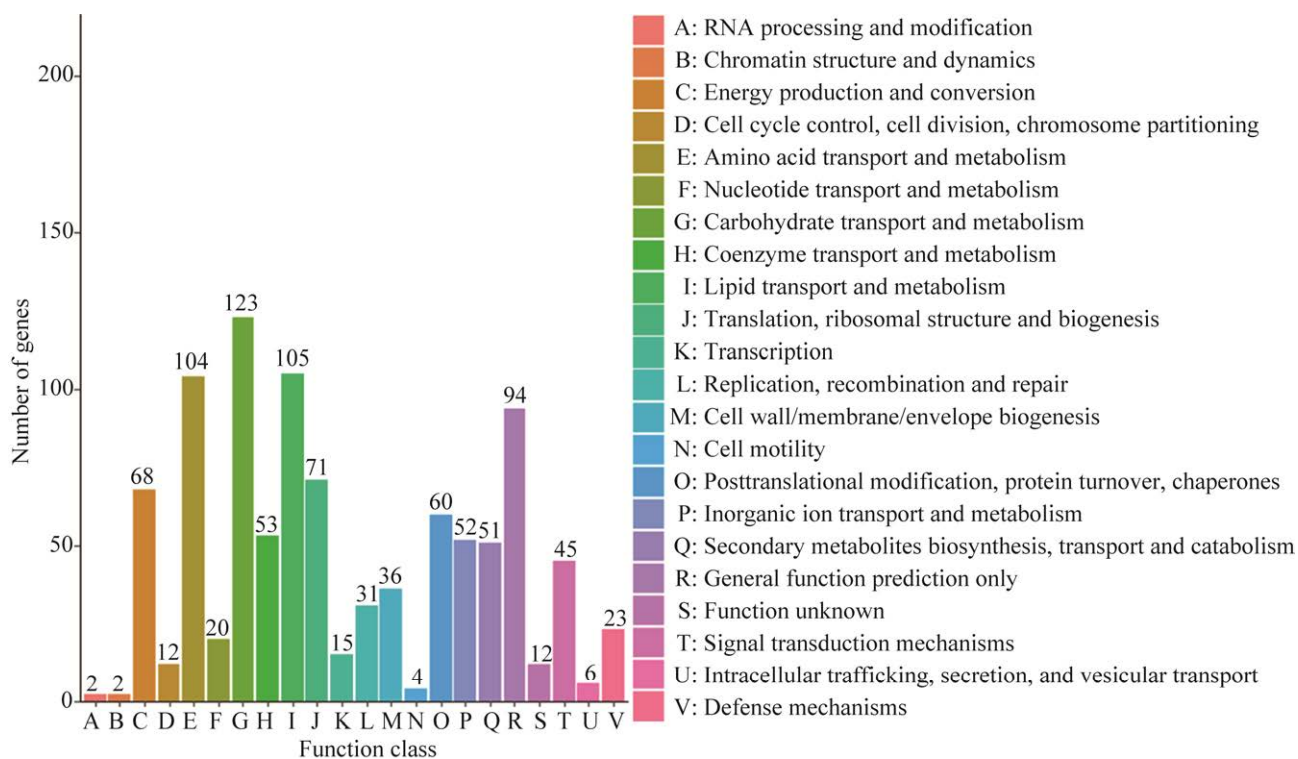 200
150
100
50
0
Number of genes
2
2
68
12
104
20
123
53
105
71
15
31
36
4
60
52
51
94
12
45
6
23
A B C D E F G H I J K L M N O P Q R S T U V
Function class
A: RNA processing and modification
B: Chromatin structure and dynamics
C: Energy production and conversion
D: Cell cycle control, cell division, chromosome partitioning
E: Amino acid transport and metabolism
F: Nucleotide transport and metabolism
G: Carbohydrate transport and metabolism
H: Coenzyme transport and metabolism
I: Lipid transport and metabolism
J: Translation, ribosomal structure and biogenesis
K: Transcription
L: Replication, recombination and repair
M: Cell wall/membrane/envelope biogenesis
N: Cell motility
O: Posttranslational modification, protein turnover, chaperones
P: Inorganic ion transport and metabolism
Q: Secondary metabolites biosynthesis, transport and catabolism
R: General function prediction only
S: Function unknown
T: Signal transduction mechanisms
U: Intracellular trafficking, secretion, and vesicular transport
V: Defense mechanisms